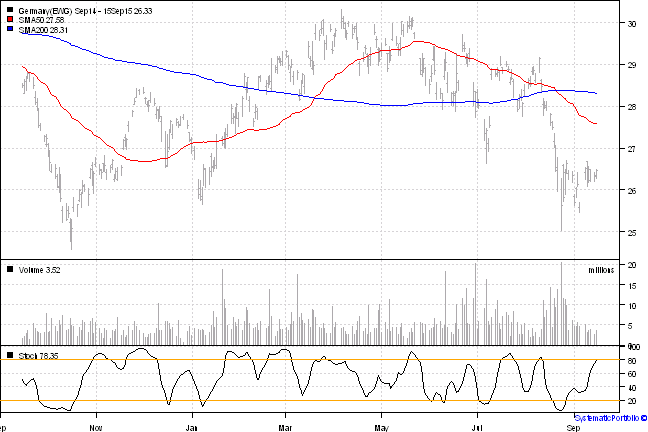 Germany(EWG) Sep14 - 15Sep15 26.33
SMA50 27.58
SMA200 28.31
30
29
28
27
26
25
Volume 3.52
millions
20
15
10
5
0
Stoch 78.35
100
80
60
40
20
Sep Nov Jan Mar May Jul Sep
SystematicPortfolio ©